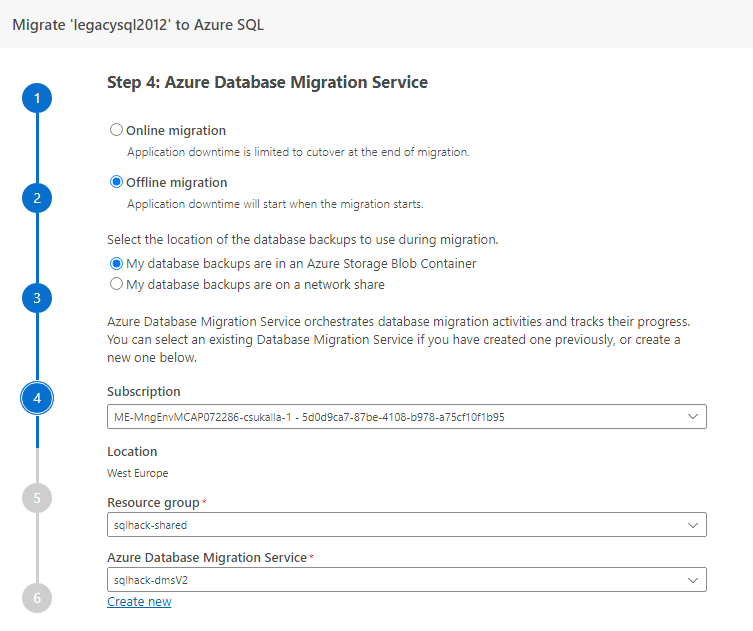 Migrate 'legacysql2012' to Azure SQL
1
Step 4: Azure Database Migration Service
Online migration
Application downtime is limited to cutover at the end of migration.
2
Offline migration
Application downtime will start when the migration starts.
Select the location of the database backups to use during migration.
My database backups are in an Azure Storage Blob Container
My database backups are on a network share
3
Azure Database Migration Service orchestrates database migration activities and tracks their progress.
You can select an existing Database Migration Service if you have created one previously, or create a
new one below.
4
Subscription
ME-MngEnvMCAP072286-csukalla-1 - 5d0d9ca7-87be-4108-b978-a75cf10f1b95
Location
West Europe
5
Resource group*
sqlhack-shared
Azure Database Migration Service*
sqlhack-dmsV2
6
Create new